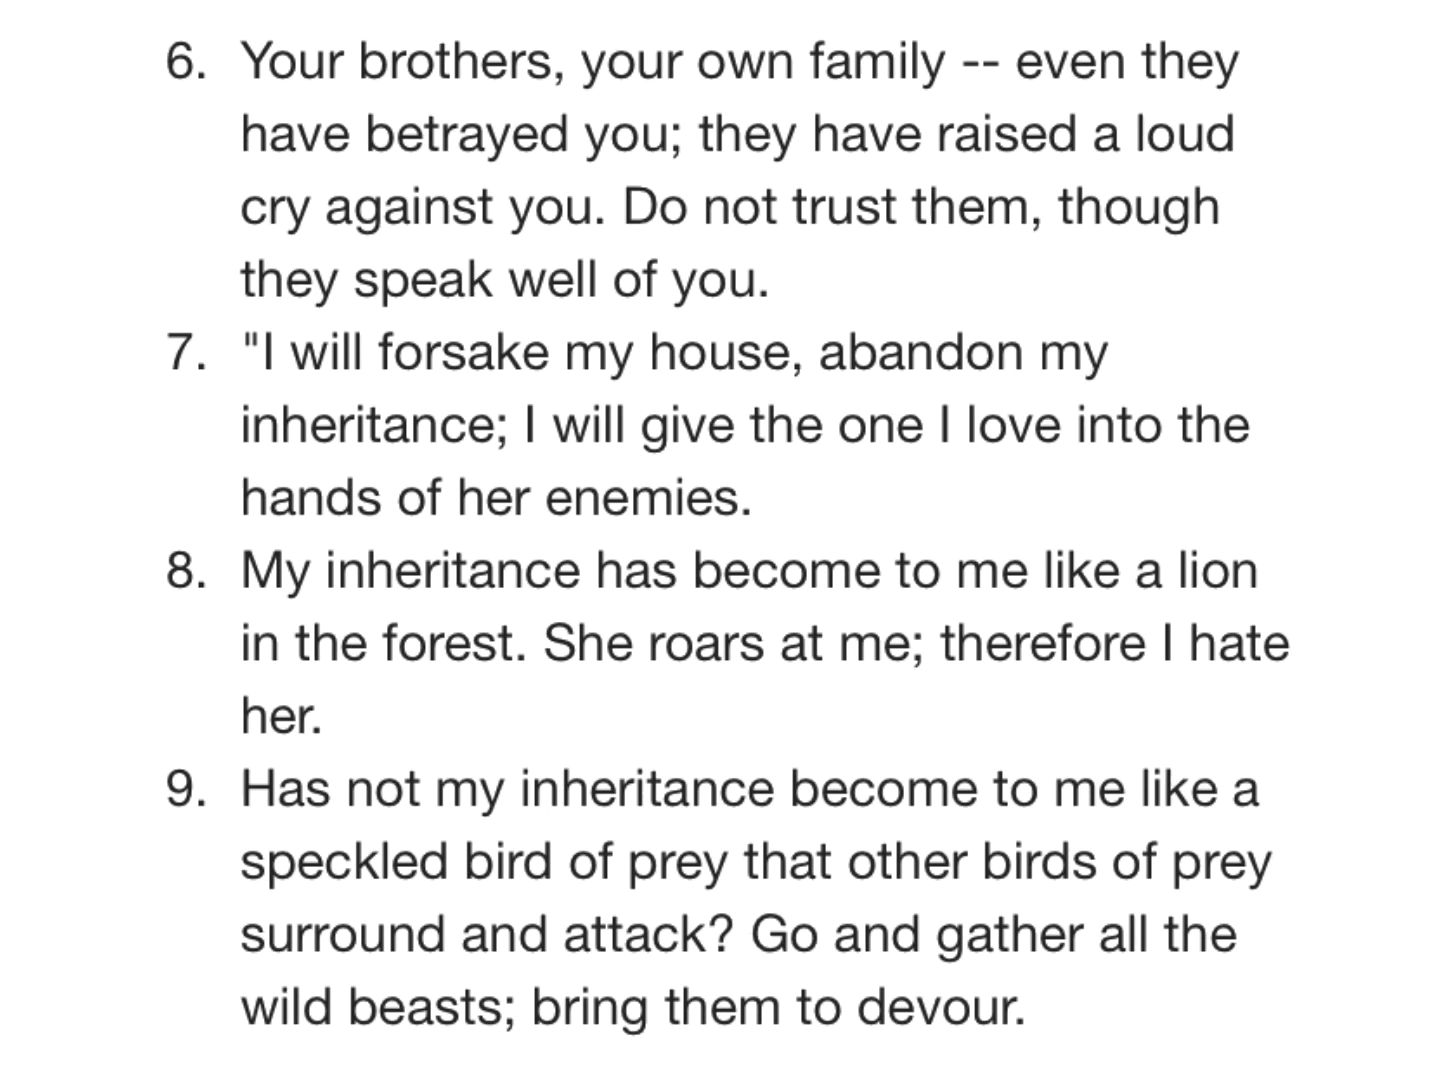 6. Your brothers, your own family -- even they
have betrayed you; they have raised a loud
cry against you. Do not trust them, though
they speak well of you.
7. "I will forsake my house, abandon my
inheritance; I will give the one I love into the
hands of her enemies.
8. My inheritance has become to me like a lion
in the forest. She roars at me; therefore I hate
her.
9. Has not my inheritance become to me like a
speckled bird of prey that other birds of prey
surround and attack? Go and gather all the
wild beasts; bring them to devour.